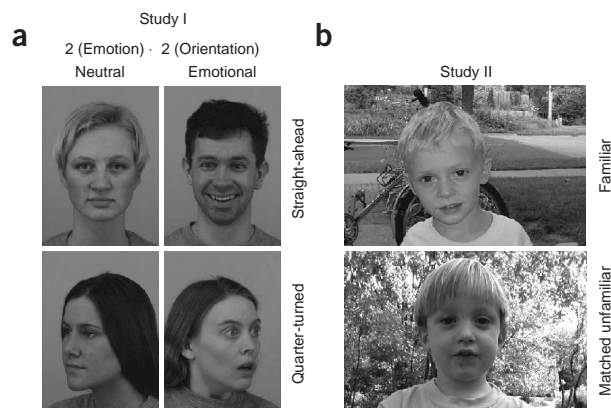 a
Study I
2 (Emotion) · 2 (Orientation)
Neutral
Emotional
Straight-ahead
Quarter-turned
b
Study II
Familiar
Matched unfamiliar